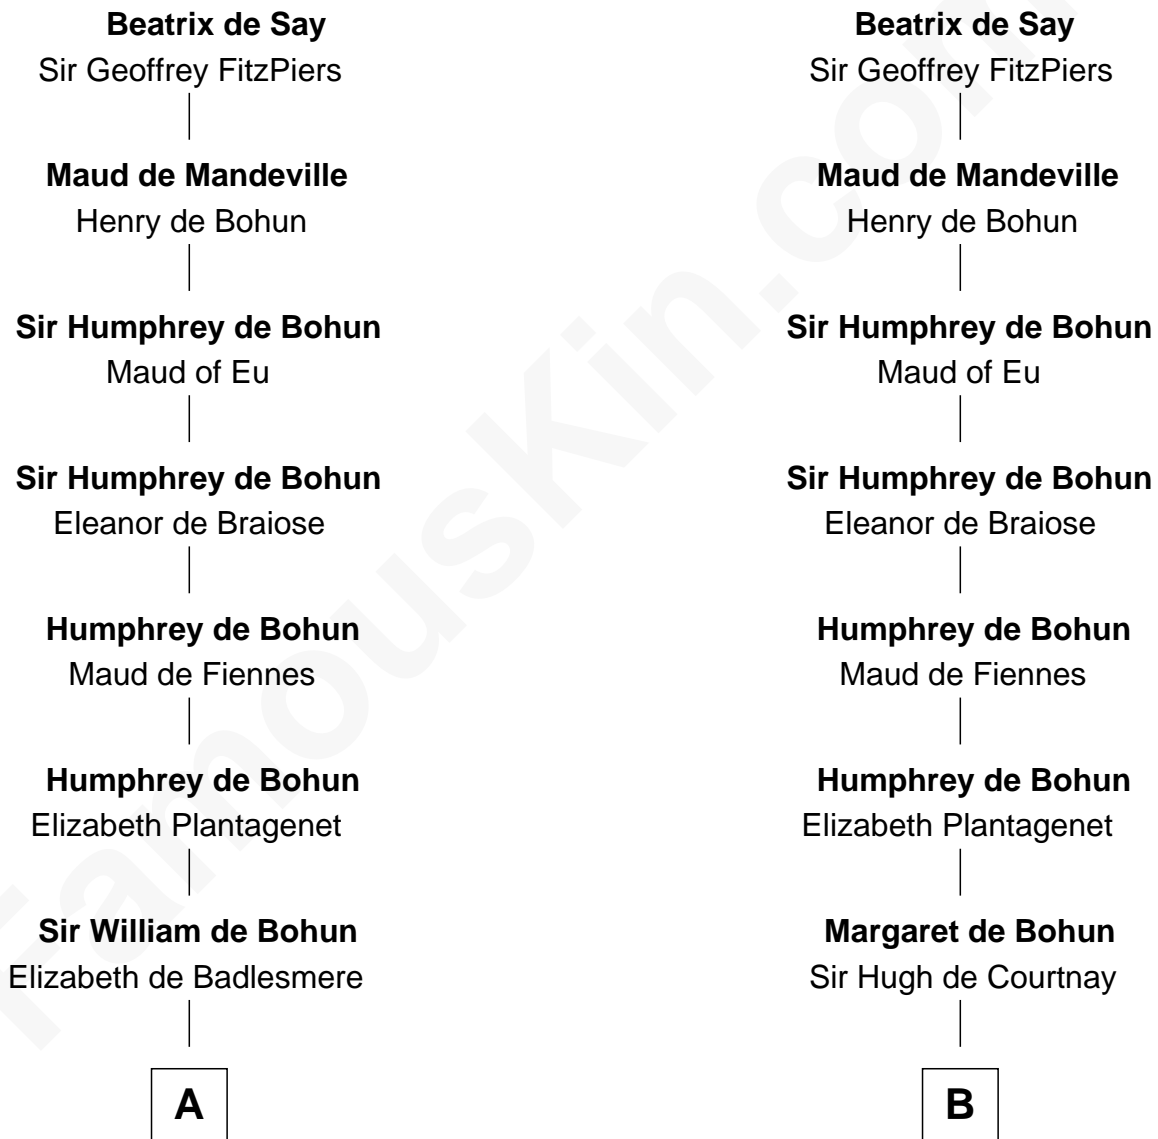 Beatrix de Say
Sir Geoffrey FitzPiers
Maud de Mandeville
Henry de Bohun
Sir Humphrey de Bohun
Maud of Eu
Sir Humphrey de Bohun
Eleanor de Braiose
Humphrey de Bohun
Maud de Fiennes
Humphrey de Bohun
Elizabeth Plantagenet
Sir William de Bohun
Elizabeth de Badlesmere
A
Beatrix de Say
Sir Geoffrey FitzPiers
Maud de Mandeville
Henry de Bohun
Sir Humphrey de Bohun
Maud of Eu
Sir Humphrey de Bohun
Eleanor de Braiose
Humphrey de Bohun
Maud de Fiennes
Humphrey de Bohun
Elizabeth Plantagenet
Margaret de Bohun
Sir Hugh de Courtnay
B
FamousKin.com